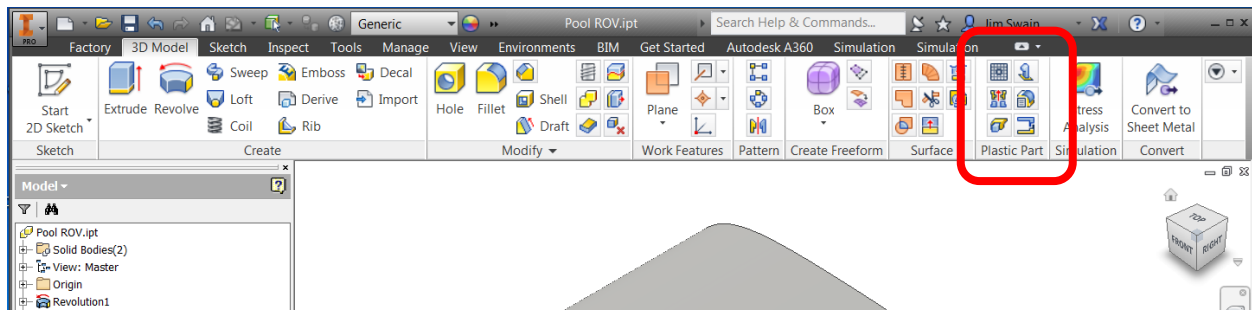 Generic Pool ROV.ipt Search Help & Commands... Jim Swain
PRO Factory 3D Model Sketch Inspect Tools Manage View Environments BIM Get Started Autodesk A360 Simulation Simulation
Sweep Emboss Decal
Loft Derive Import Shell
Start 2D Sketch Extrude Revolve Hole Fillet Plane Box Stress Analysis Convert to Sheet Metal
Coil Rib Draft
Sketch Create Modify Work Features Pattern Create Freeform Surface Plastic Part Simulation Convert
Model
Pool ROV.ipt
Solid Bodies(2)
View: Master
Origin
Revolution1
TOP
FRONT RIGHT